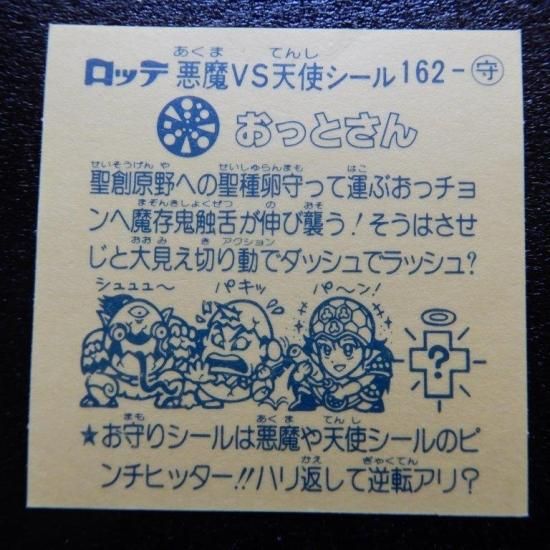 ロッテ 悪魔VS天使シール 162-守
おっとさん
聖創原野への聖種卵守って運ぶおっチョ
ンへ魔存鬼触舌が伸び襲う!そうはさせ
じと大見え切り動でダッシュでラッシュ?
シュユュ〜 パキッ パ〜ン!
?
★お守りシールは悪魔や天使シールのピ
ンチヒッター!!ハリ返して逆転アリ?